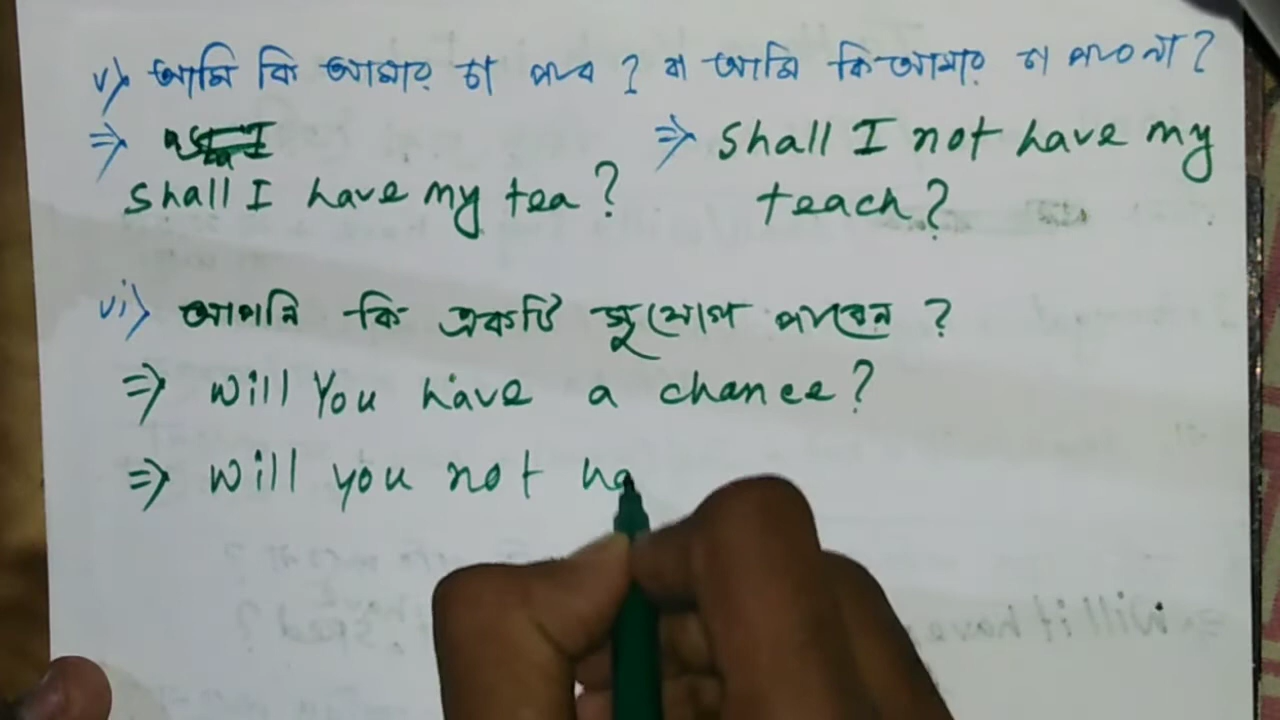 v) আমি কি আমার চা পাব ? বা আমি কি আমার চা পাব না ?
⇒ shall I have my tea ?
⇒ shall I not have my teach ?
vi) আপনি কি একটি সুযোগ পাবেন ?
⇒ will You have a chance ?
⇒ will you not ha